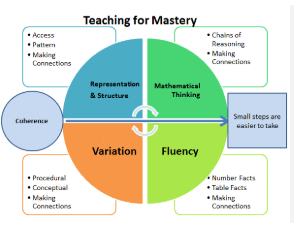 Teaching for Mastery
• Access
• Pattern
• Making
Connections
• Chains of
Reasoning
• Making
Connections
Representation
& Structure
Mathematical
Thinking
Coherence
Small steps are
easier to take
Variation
Fluency
• Procedural
• Conceptual
• Making
Connections
• Number Facts
• Table Facts
• Making
Connections